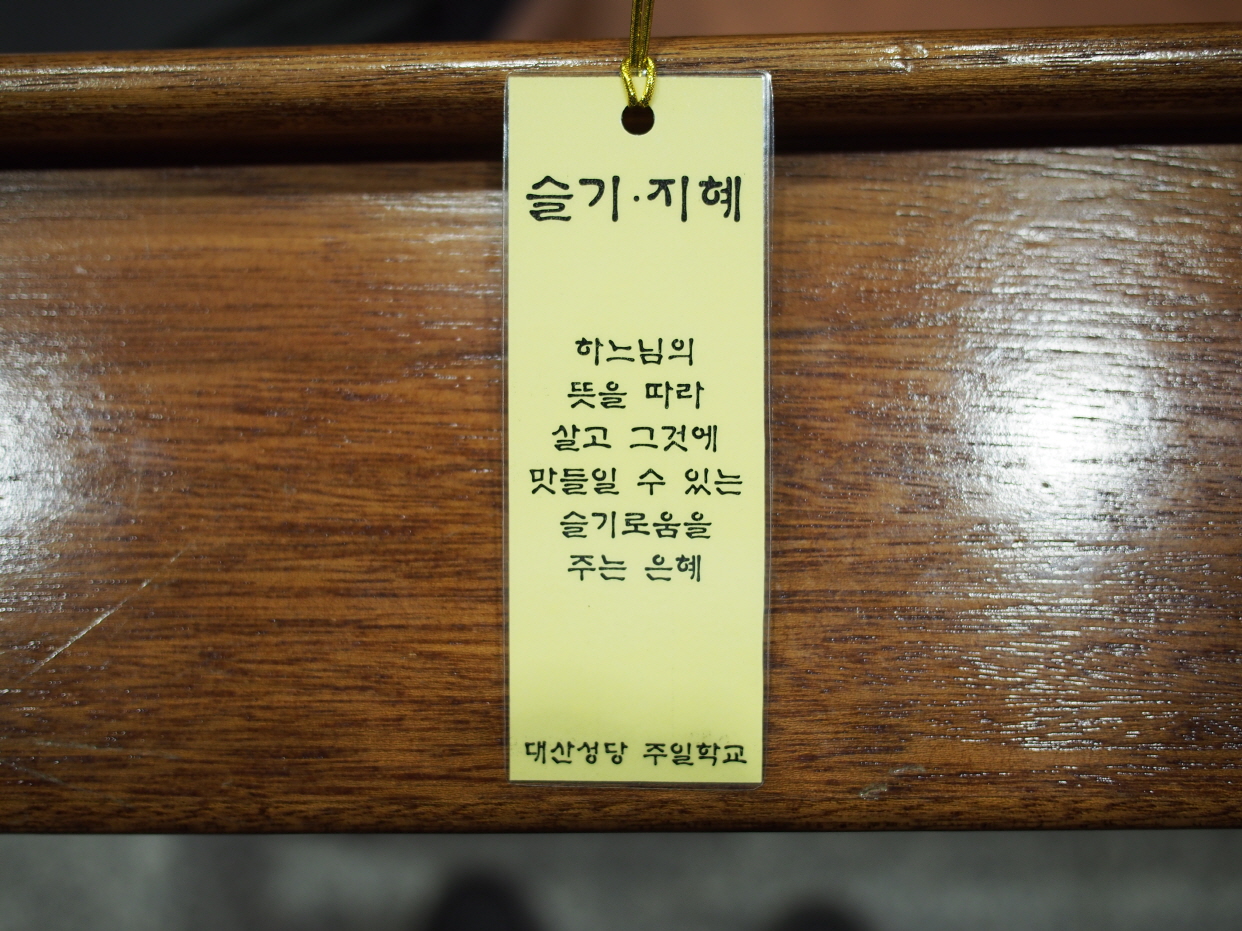 슬기·지혜
하느님의
뜻을 따라
살고 그것에
맛들일 수 있는
슬기로움을
주는 은혜
대산성당 주일학교